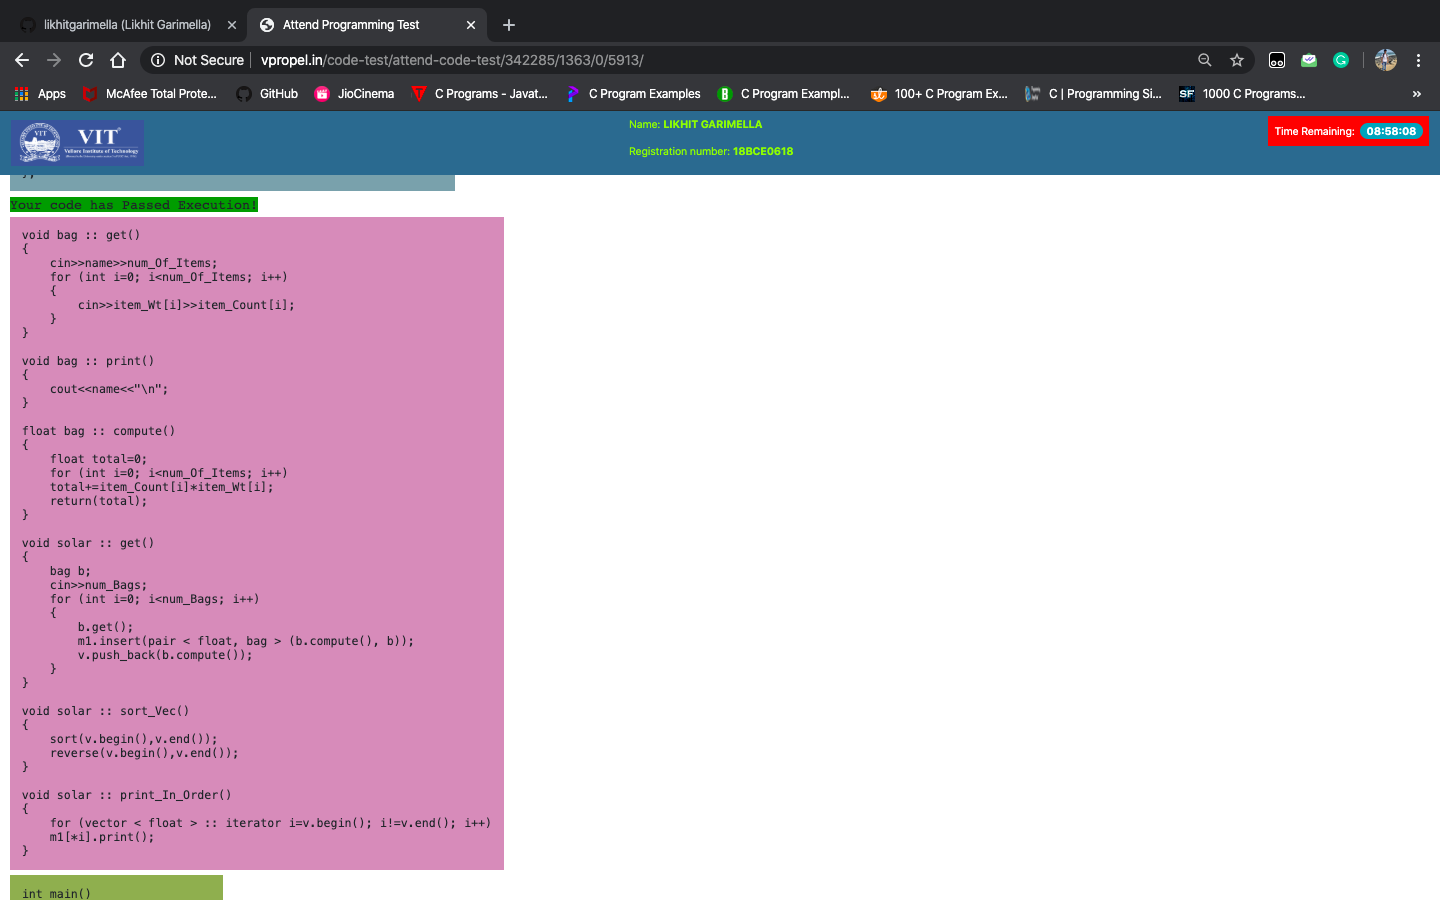 likhitgarimella (Likhit Garimella)
Attend Programming Test
Not Secure
vpropel.in/code-test/attend-code-test/342285/1363/0/5913/
Apps
McAfee Total Prote...
GitHub
JioCinema
C Programs - Javat...
C Program Examples
C Program Exampl...
100+ C Program Ex...
C | Programming Si...
SF
1000 C Programs...
»
VIT
VIT
Vellore Institute of Technology
Name: LIKHIT GARIMELLA
Registration number: 18BCE0618
Time Remaining: 08:58:08
Your code has Passed Execution!
void bag :: get()
{
    cin>>name>>num_Of_Items;
    for (int i=0; i<num_Of_Items; i++)
    {
        cin>>item_Wt[i]>>item_Count[i];
    }
}
void bag :: print()
{
    cout<<name<<"\n";
}
float bag :: compute()
{
    float total=0;
    for (int i=0; i<num_Of_Items; i++)
    total+=item_Count[i]*item_Wt[i];
    return(total);
}
void solar :: get()
{
    bag b;
    cin>>num_Bags;
    for (int i=0; i<num_Bags; i++)
    {
        b.get();
        m1.insert(pair < float, bag > (b.compute(), b));
        v.push_back(b.compute());
    }
}
void solar :: sort_Vec()
{
    sort(v.begin(),v.end());
    reverse(v.begin(),v.end());
}
void solar :: print_In_Order()
{
    for (vector < float > :: iterator i=v.begin(); i!=v.end(); i++)
    m1[*i].print();
}
int main()